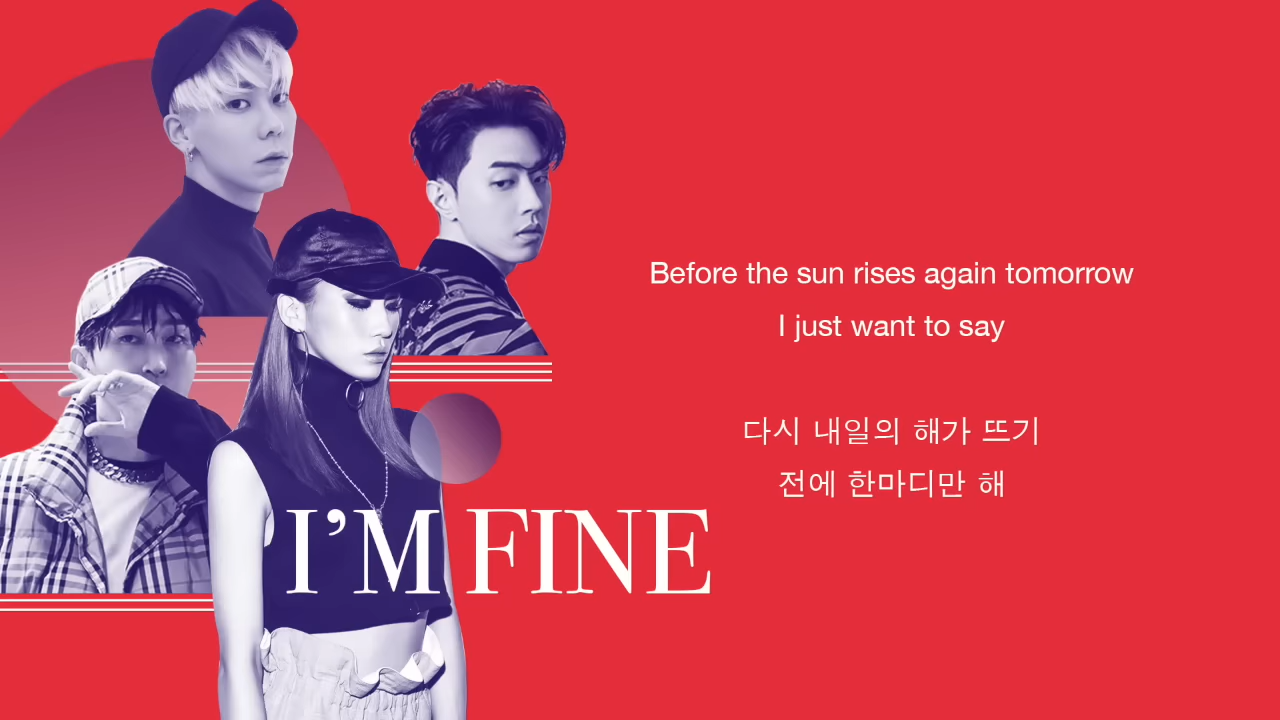 Before the sun rises again tomorrow
I just want to say
다시 내일의 해가 뜨기
전에 한마디만 해
I'M FINE